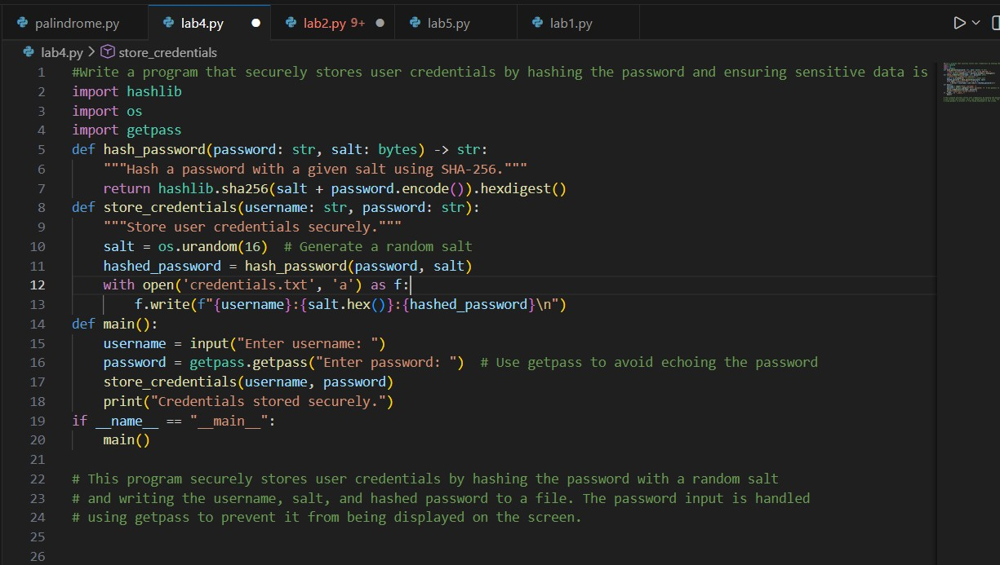 palindrome.py lab4.py lab2.py 9+ lab5.py lab1.py
lab4.py > store_credentials
1 #Write a program that securely stores user credentials by hashing the password and ensuring sensitive data is
2 import hashlib
3 import os
4 import getpass
5 def hash_password(password: str, salt: bytes) -> str:
6     """Hash a password with a given salt using SHA-256."""
7     return hashlib.sha256(salt + password.encode()).hexdigest()
8 def store_credentials(username: str, password: str):
9     """Store user credentials securely."""
10     salt = os.urandom(16)  # Generate a random salt
11     hashed_password = hash_password(password, salt)
12     with open('credentials.txt', 'a') as f:
13         f.write(f"{username}:{salt.hex()}:{hashed_password}\n")
14 def main():
15     username = input("Enter username: ")
16     password = getpass.getpass("Enter password: ")  # Use getpass to avoid echoing the password
17     store_credentials(username, password)
18     print("Credentials stored securely.")
19 if __name__ == "__main__":
20     main()
21
22 # This program securely stores user credentials by hashing the password with a random salt
23 # and writing the username, salt, and hashed password to a file. The password input is handled
24 # using getpass to prevent it from being displayed on the screen.
25
26